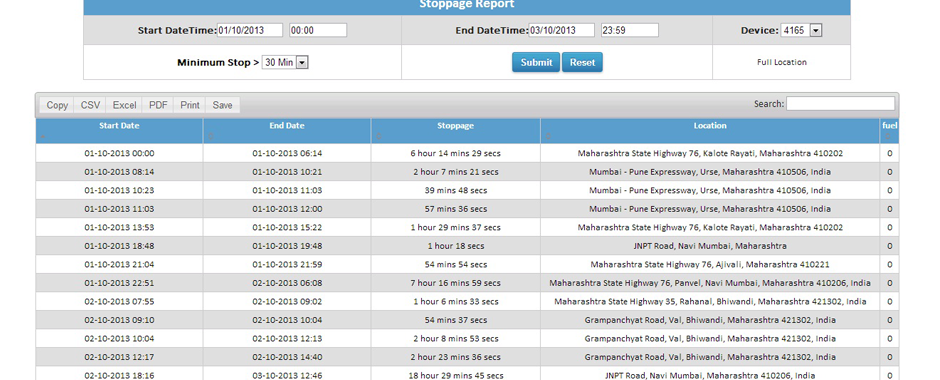 Stoppage Report
Start DateTime: 01/10/2013 00:00 End DateTime: 03/10/2013 23:59 Device: 4165
Minimum Stop > 30 Min Submit Reset Full Location
Copy CSV Excel PDF Print Save Search:
Start Date End Date Stoppage Location fuel
01-10-2013 00:00 01-10-2013 06:14 6 hour 14 mins 29 secs Maharashtra State Highway 76, Kalote Rayati, Maharashtra 410202 0
01-10-2013 08:14 01-10-2013 10:21 2 hour 7 mins 21 secs Mumbai - Pune Expressway, Urse, Maharashtra 410506, India 0
01-10-2013 10:23 01-10-2013 11:03 39 mins 48 secs Mumbai - Pune Expressway, Urse, Maharashtra 410506, India 0
01-10-2013 11:03 01-10-2013 12:00 57 mins 36 secs Mumbai - Pune Expressway, Urse, Maharashtra 410506, India 0
01-10-2013 13:53 01-10-2013 15:22 1 hour 29 mins 37 secs Maharashtra State Highway 76, Kalote Rayati, Maharashtra 410202 0
01-10-2013 18:48 01-10-2013 19:48 1 hour 18 secs JNPT Road, Navi Mumbai, Maharashtra 0
01-10-2013 21:04 01-10-2013 21:59 54 mins 54 secs Maharashtra State Highway 76, Ajivali, Maharashtra 410221 0
01-10-2013 22:51 02-10-2013 06:08 7 hour 16 mins 59 secs Maharashtra State Highway 76, Panvel, Navi Mumbai, Maharashtra 410206, India 0
02-10-2013 07:55 02-10-2013 09:02 1 hour 6 mins 33 secs Maharashtra State Highway 35, Rahanal, Bhiwandi, Maharashtra 421302, India 0
02-10-2013 09:10 02-10-2013 10:04 54 mins 37 secs Grampanchyat Road, Val, Bhiwandi, Maharashtra 421302, India 0
02-10-2013 10:04 02-10-2013 12:13 2 hour 8 mins 53 secs Grampanchyat Road, Val, Bhiwandi, Maharashtra 421302, India 0
02-10-2013 12:17 02-10-2013 14:40 2 hour 23 mins 36 secs Grampanchyat Road, Val, Bhiwandi, Maharashtra 421302, India 0
02-10-2013 18:16 03-10-2013 12:46 18 hour 29 mins 45 secs JNPT Road, Navi Mumbai, Maharashtra 410206, India 0